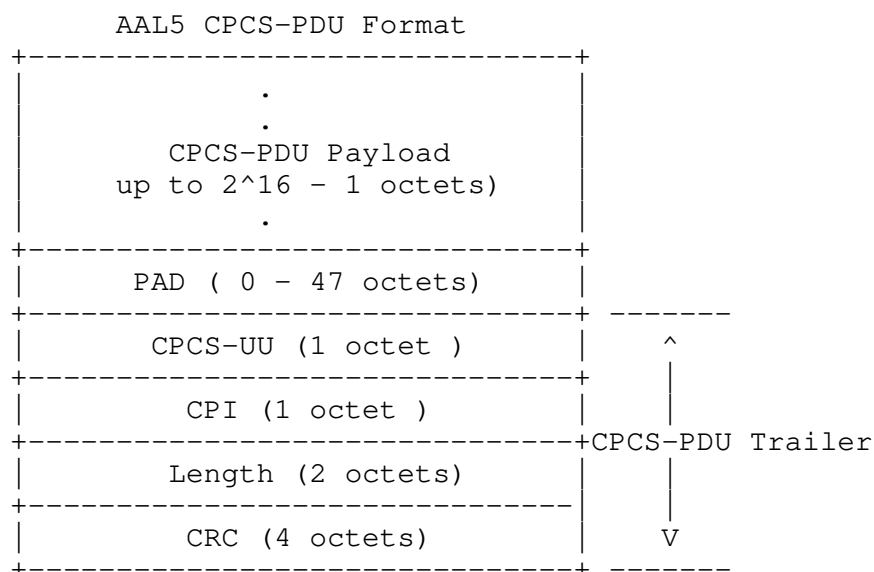 AAL5 CPCS-PDU Format
+-------------------------------+
|             .                 |
|             .                 |
|        CPCS-PDU Payload       |
|     up to 2^16 - 1 octets)    |
|             .                 |
+-------------------------------+
|      PAD ( 0 - 47 octets)     |
+-------------------------------+ -------
|       CPCS-UU (1 octet )      |    ^
+-------------------------------+    |
|         CPI (1 octet )        |    |
+-------------------------------+CPCS-PDU Trailer
|        Length (2 octets)      |    |
+-------------------------------|    |
|         CRC (4 octets)        |    V
+-------------------------------+ -------